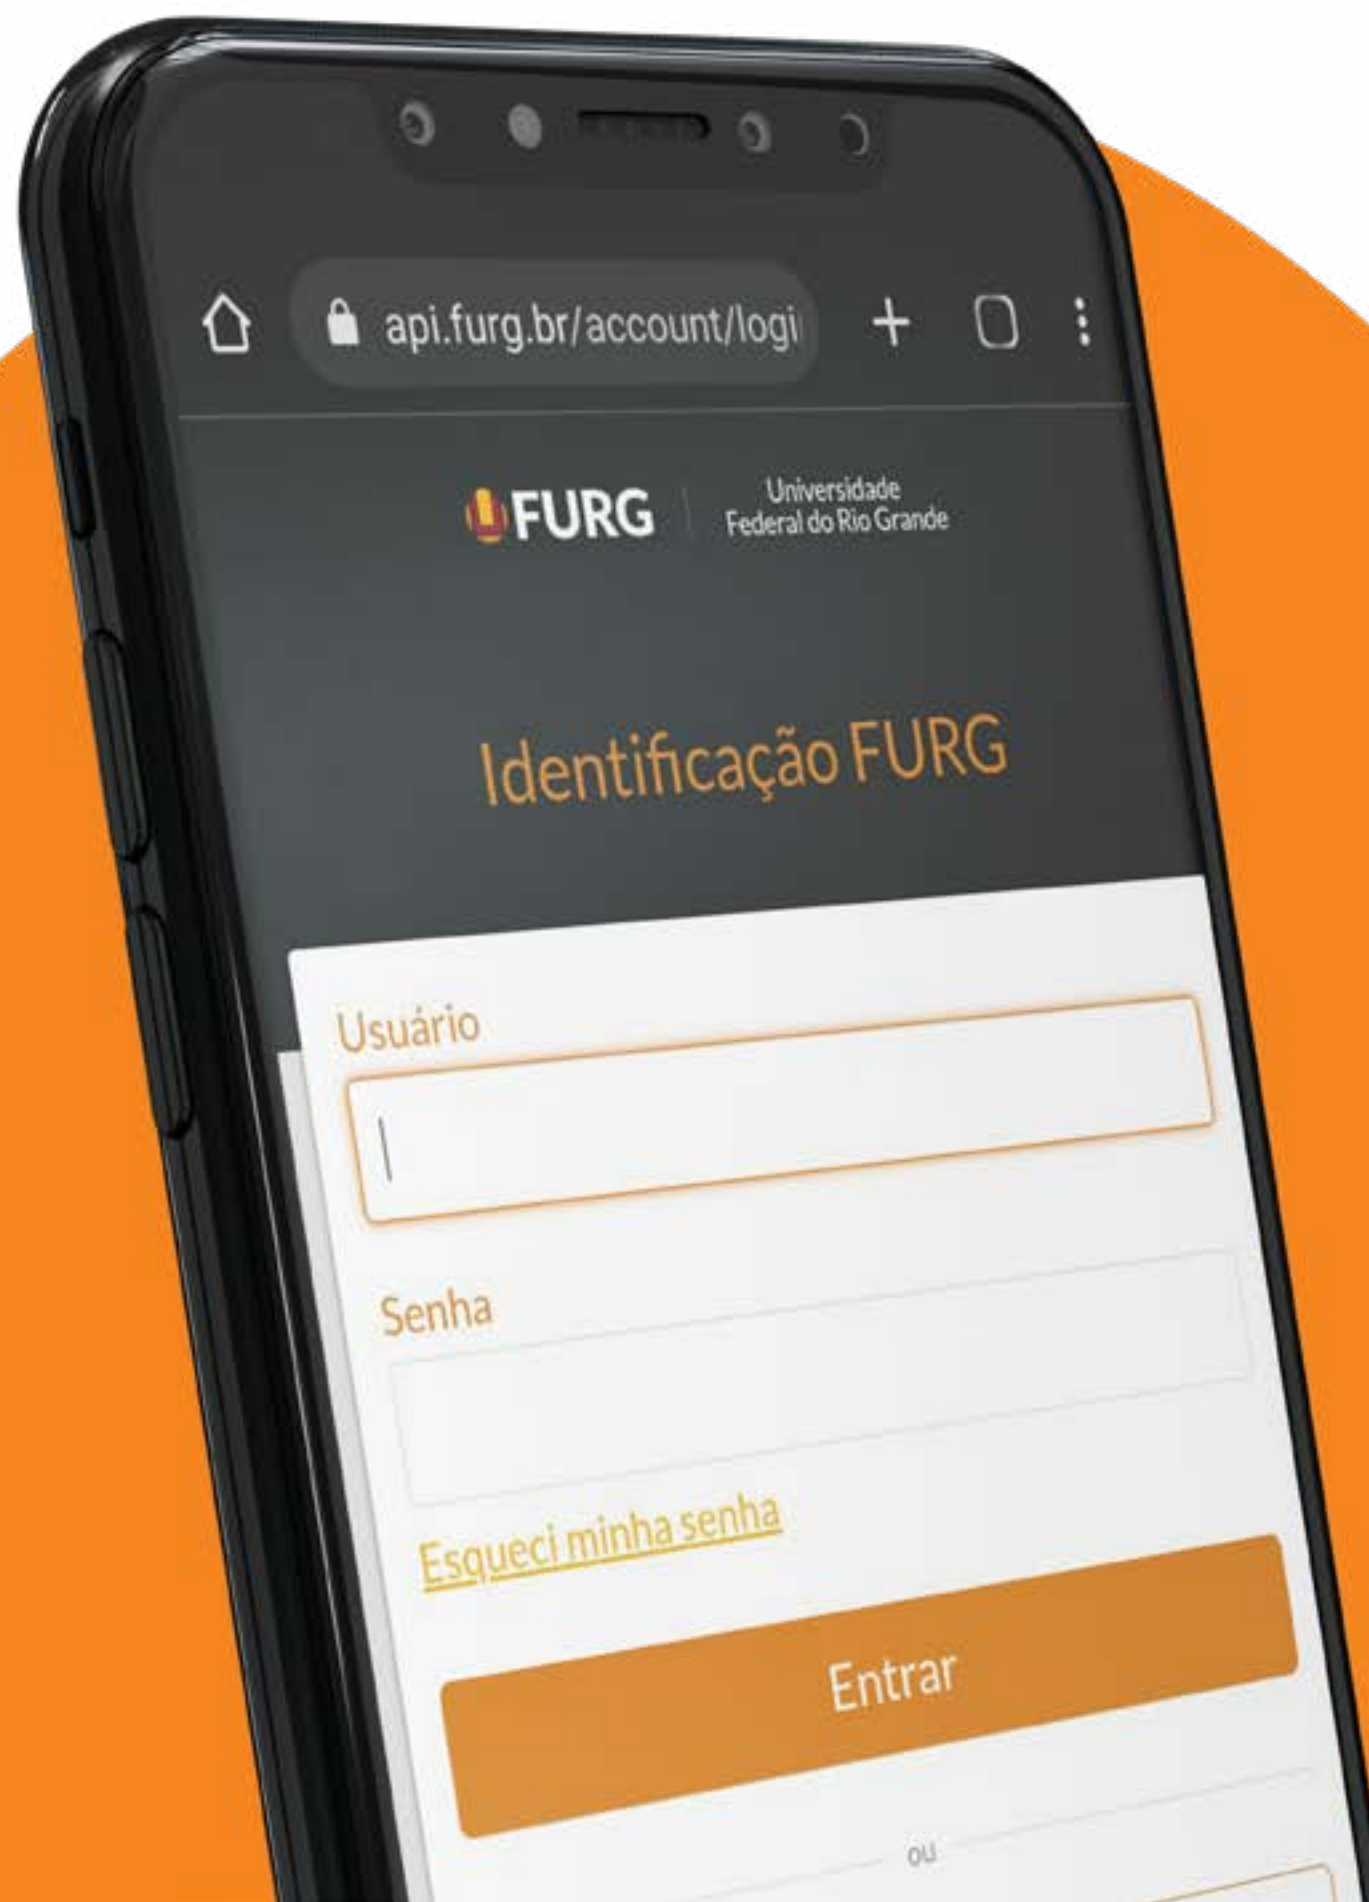 api.furg.br/account/logi
FURG
Universidade
Federal do Rio Grande
Identificação FURG
Usuário
Senha
Esqueci minha senha
Entrar
ou